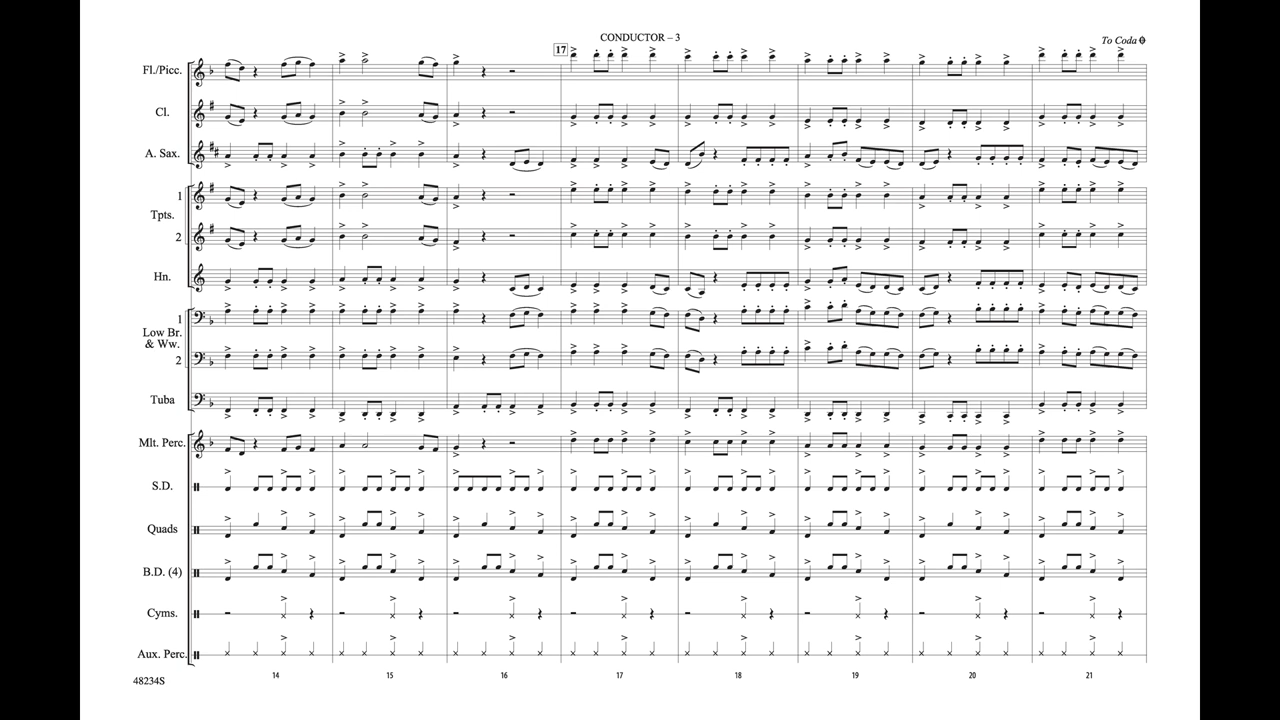 CONDUCTOR – 3
17
To Coda
Fl./Picc.
Cl.
A. Sax.
1
Tpts.
2
Hn.
1
Low Br.
& Ww.
2
Tuba
Mlt. Perc.
S.D.
Quads
B.D. (4)
Cyms.
Aux. Perc.
14 15 16 17 18 19 20 21
48234S